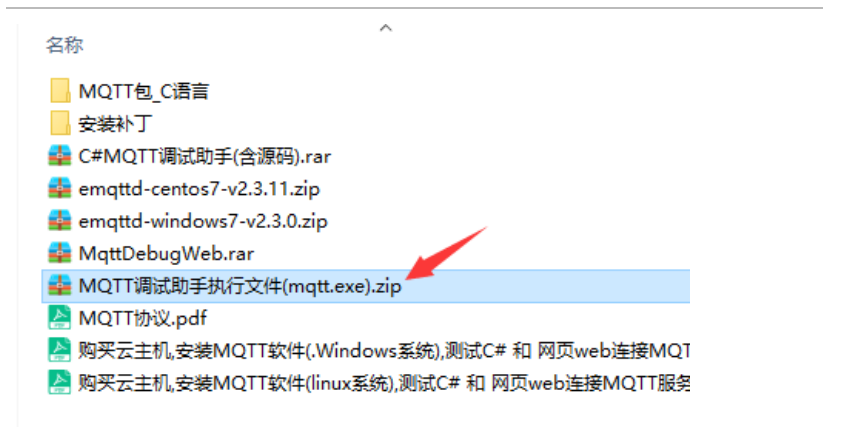 名称
MQTT包_C语言
安装补丁
C#MQTT调试助手(含源码).rar
emqttd-centos7-v2.3.11.zip
emqttd-windows7-v2.3.0.zip
MqttDebugWeb.rar
MQTT调试助手执行文件(mqtt.exe).zip
MQTT协议.pdf
购买云主机,安装MQTT软件(.Windows系统),测试C# 和 网页web连接MQT
购买云主机,安装MQTT软件(linux系统),测试C# 和 网页web连接MQTT服务